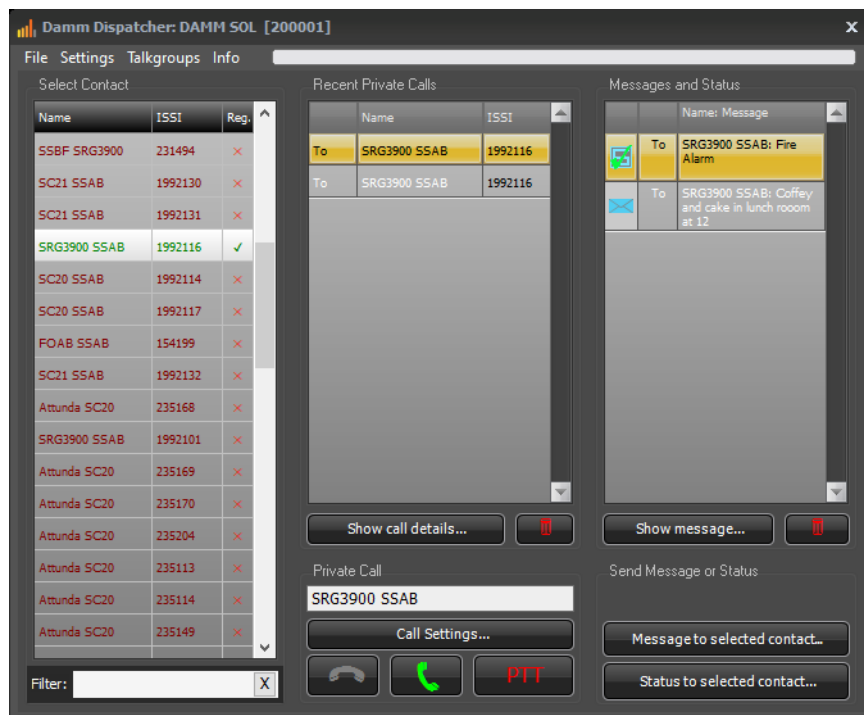 Damm Dispatcher: DAMM SOL [200001] x
File Settings Talkgroups Info
Select Contact
Name ISSI Reg.
SSBF SRG3900 231494
SC21 SSAB 1992130
SC21 SSAB 1992131
SRG3900 SSAB 1992116
SC20 SSAB 1992114
SC20 SSAB 1992117
FOAB SSAB 154199
SC21 SSAB 1992132
Attunda SC20 235168
SRG3900 SSAB 1992101
Attunda SC20 235169
Attunda SC20 235170
Attunda SC20 235204
Attunda SC20 235113
Attunda SC20 235114
Attunda SC20 235149
Filter: X
Recent Private Calls
Name ISSI
To SRG3900 SSAB 1992116
To SRG3900 SSAB 1992116
Show call details...
Private Call
SRG3900 SSAB
Call Settings...
PTT
Messages and Status
Name: Message
To SRG3900 SSAB: Fire
Alarm
To SRG3900 SSAB: Coffey
and cake in lunch rooom
at 12
Show message...
Send Message or Status
Message to selected contact...
Status to selected contact...